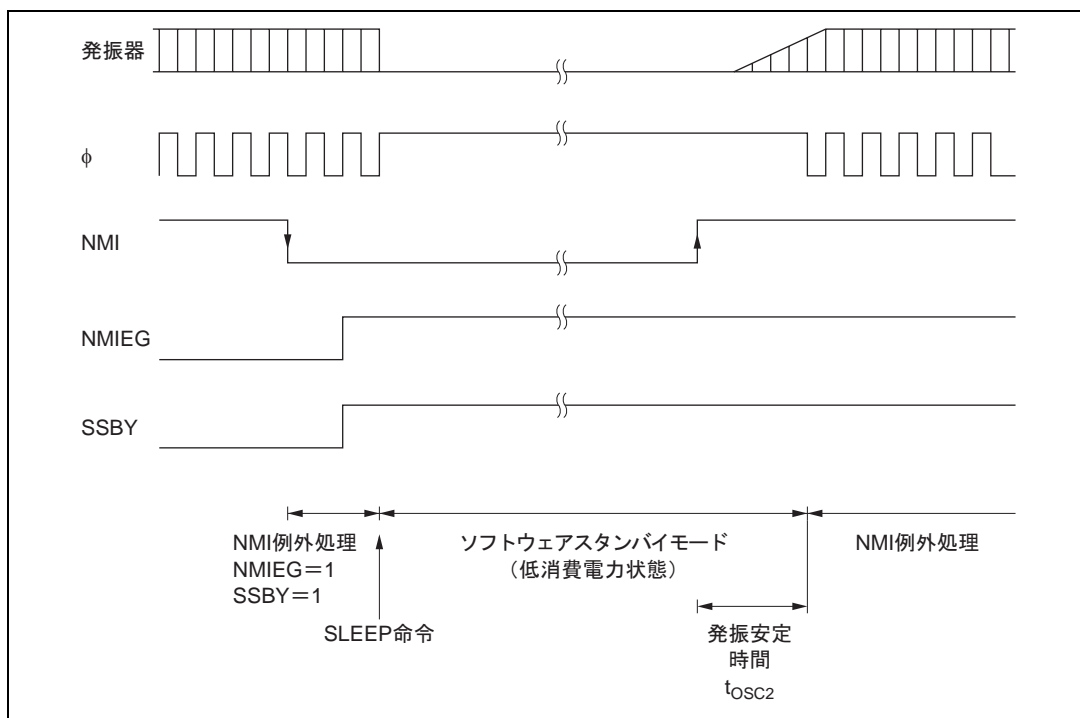 発振器
φ
NMI
NMIEG
SSBY
NMI例外処理
NMIEG＝1
SSBY＝1
SLEEP命令
ソフトウェアスタンバイモード
（低消費電力状態）
発振安定
時間
tOSC2
NMI例外処理